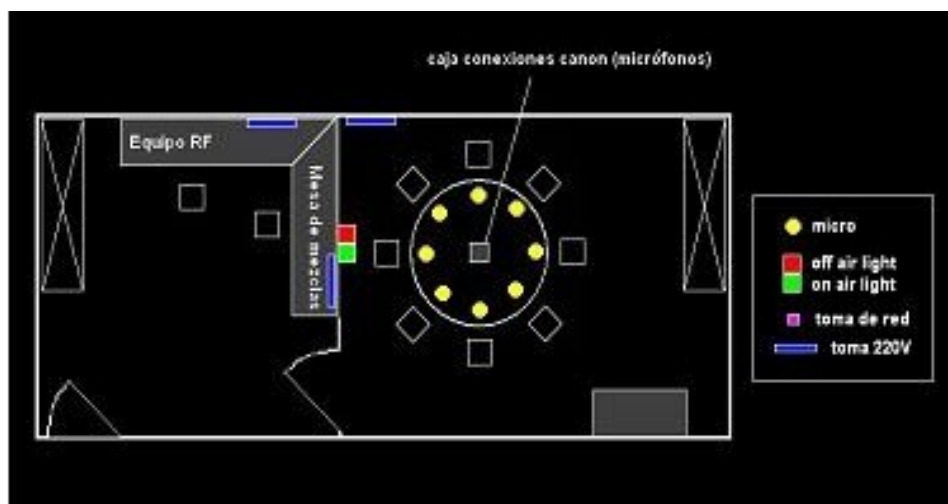 caja conexiones canon (micrófonos)
Equipo RF
Mesa de mezclas
micro
off air light
on air light
toma de red
toma 220V